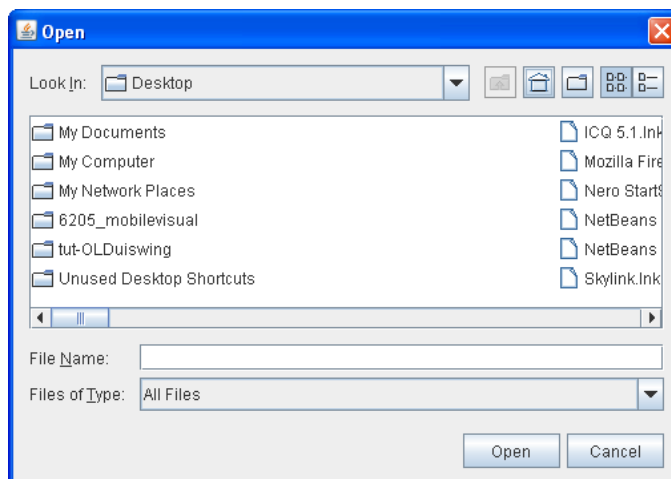 Open
Look In: Desktop
My Documents
My Computer
My Network Places
6205_mobilevisual
tut-OLDuiswing
Unused Desktop Shortcuts
ICQ 5.1.lnk
Mozilla Fire
Nero StartS
NetBeans
NetBeans
Skylink.lnk
File Name:
Files of Type: All Files
Open Cancel